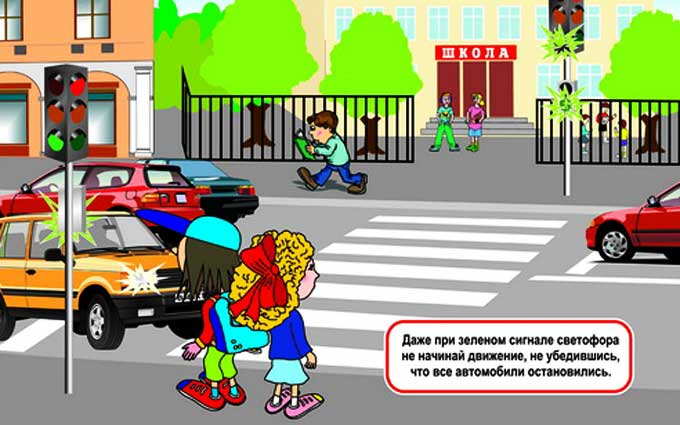 ШКОЛА
Даже при зеленом сигнале светофора
не начинай движение, не убедившись,
что все автомобили остановились.